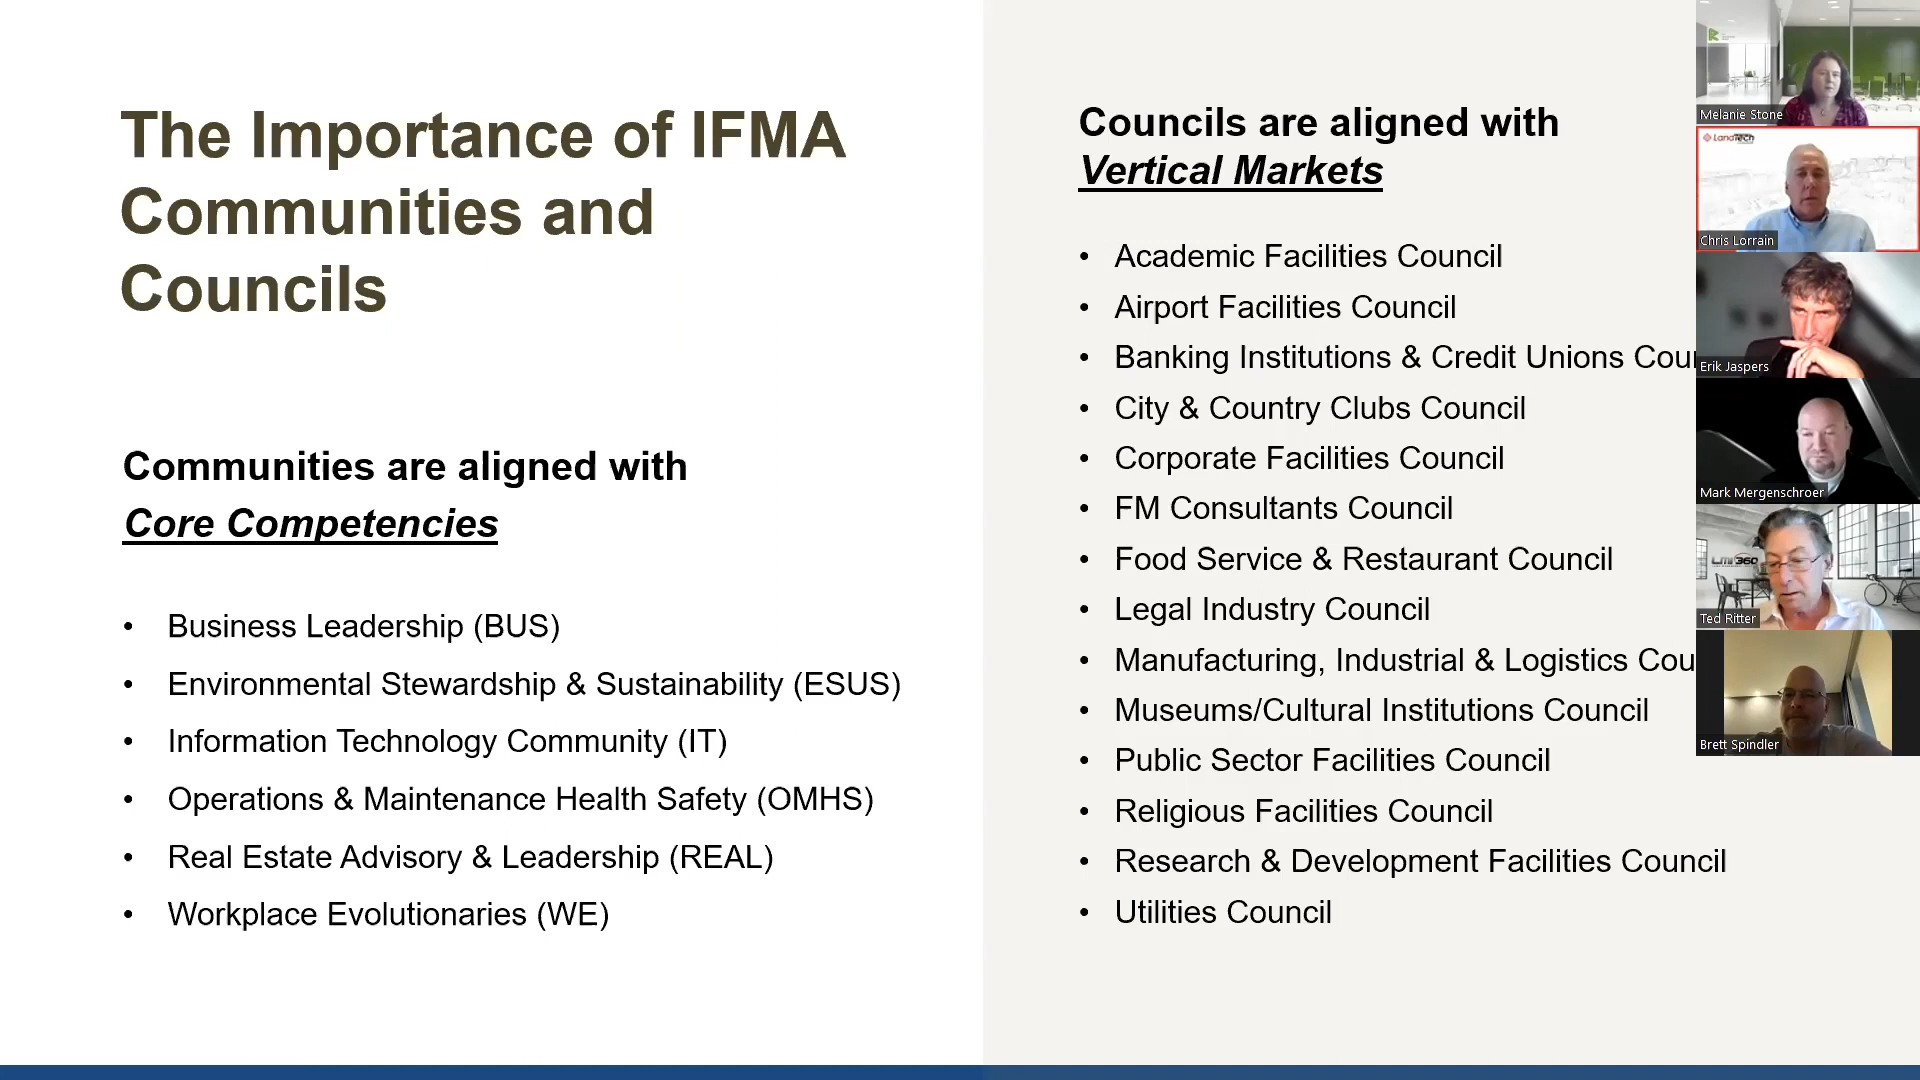 The Importance of IFMA
Communities and
Councils
Communities are aligned with
Core Competencies
• Business Leadership (BUS)
• Environmental Stewardship & Sustainability (ESUS)
• Information Technology Community (IT)
• Operations & Maintenance Health Safety (OMHS)
• Real Estate Advisory & Leadership (REAL)
• Workplace Evolutionaries (WE)
Councils are aligned with
Vertical Markets
• Academic Facilities Council
• Airport Facilities Council
• Banking Institutions & Credit Unions Cou
• City & Country Clubs Council
• Corporate Facilities Council
• FM Consultants Council
• Food Service & Restaurant Council
• Legal Industry Council
• Manufacturing, Industrial & Logistics Cou
• Museums/Cultural Institutions Council
• Public Sector Facilities Council
• Religious Facilities Council
• Research & Development Facilities Council
• Utilities Council
Melanie Stone
LandTech
Chris Lorrain
Erik Jaspers
Mark Mergenschroer
Ted Ritter
Brett Spindler